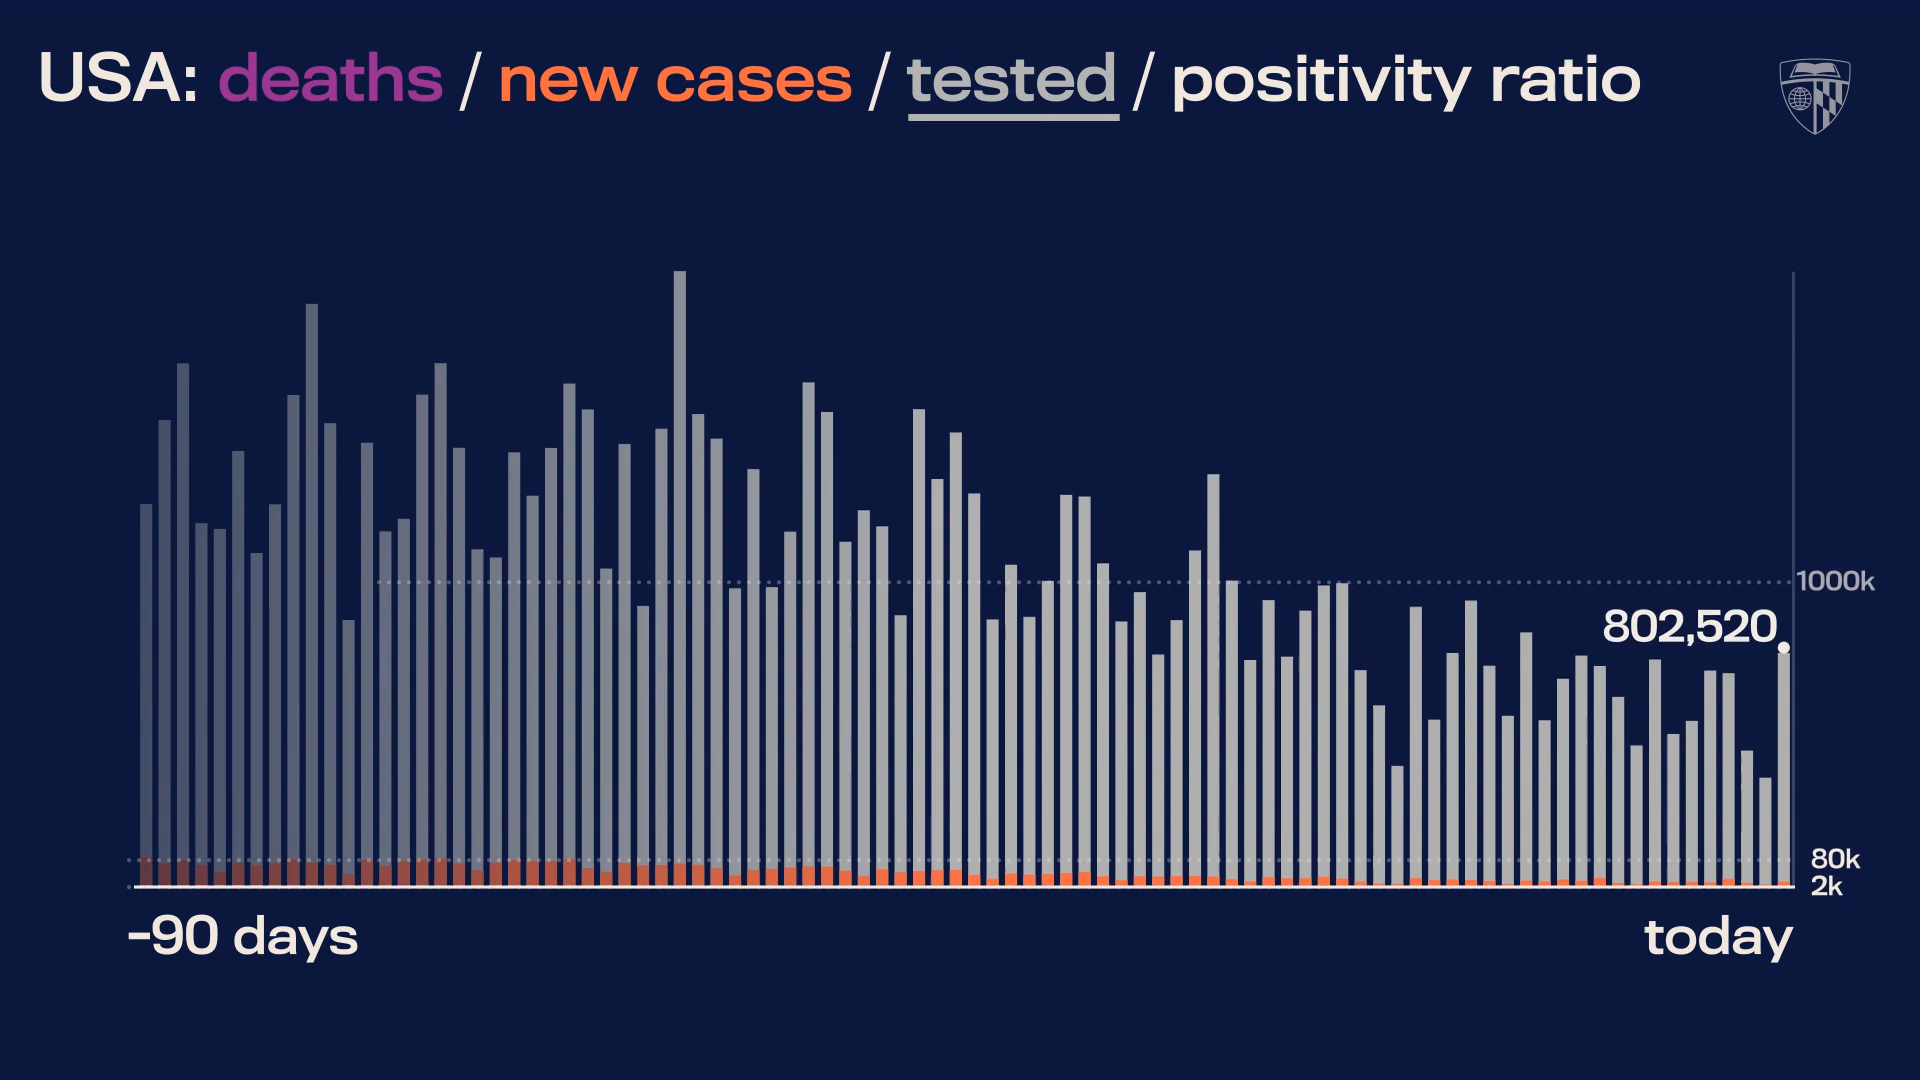 USA: deaths / new cases / tested / positivity ratio
1000k
802,520
80k
2k
-90 days
today